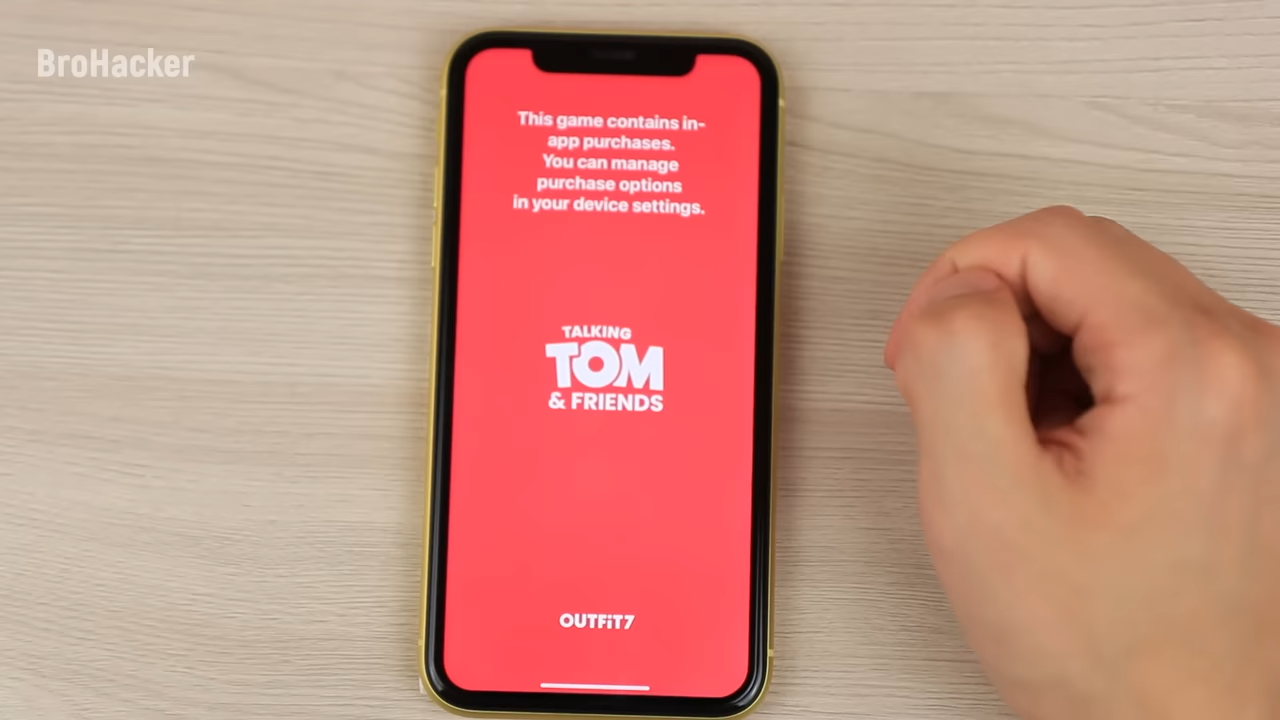 BroHacker
This game contains in-
app purchases.
You can manage
purchase options
in your device settings.
TALKING
TOM
& FRIENDS
OUTFiT7